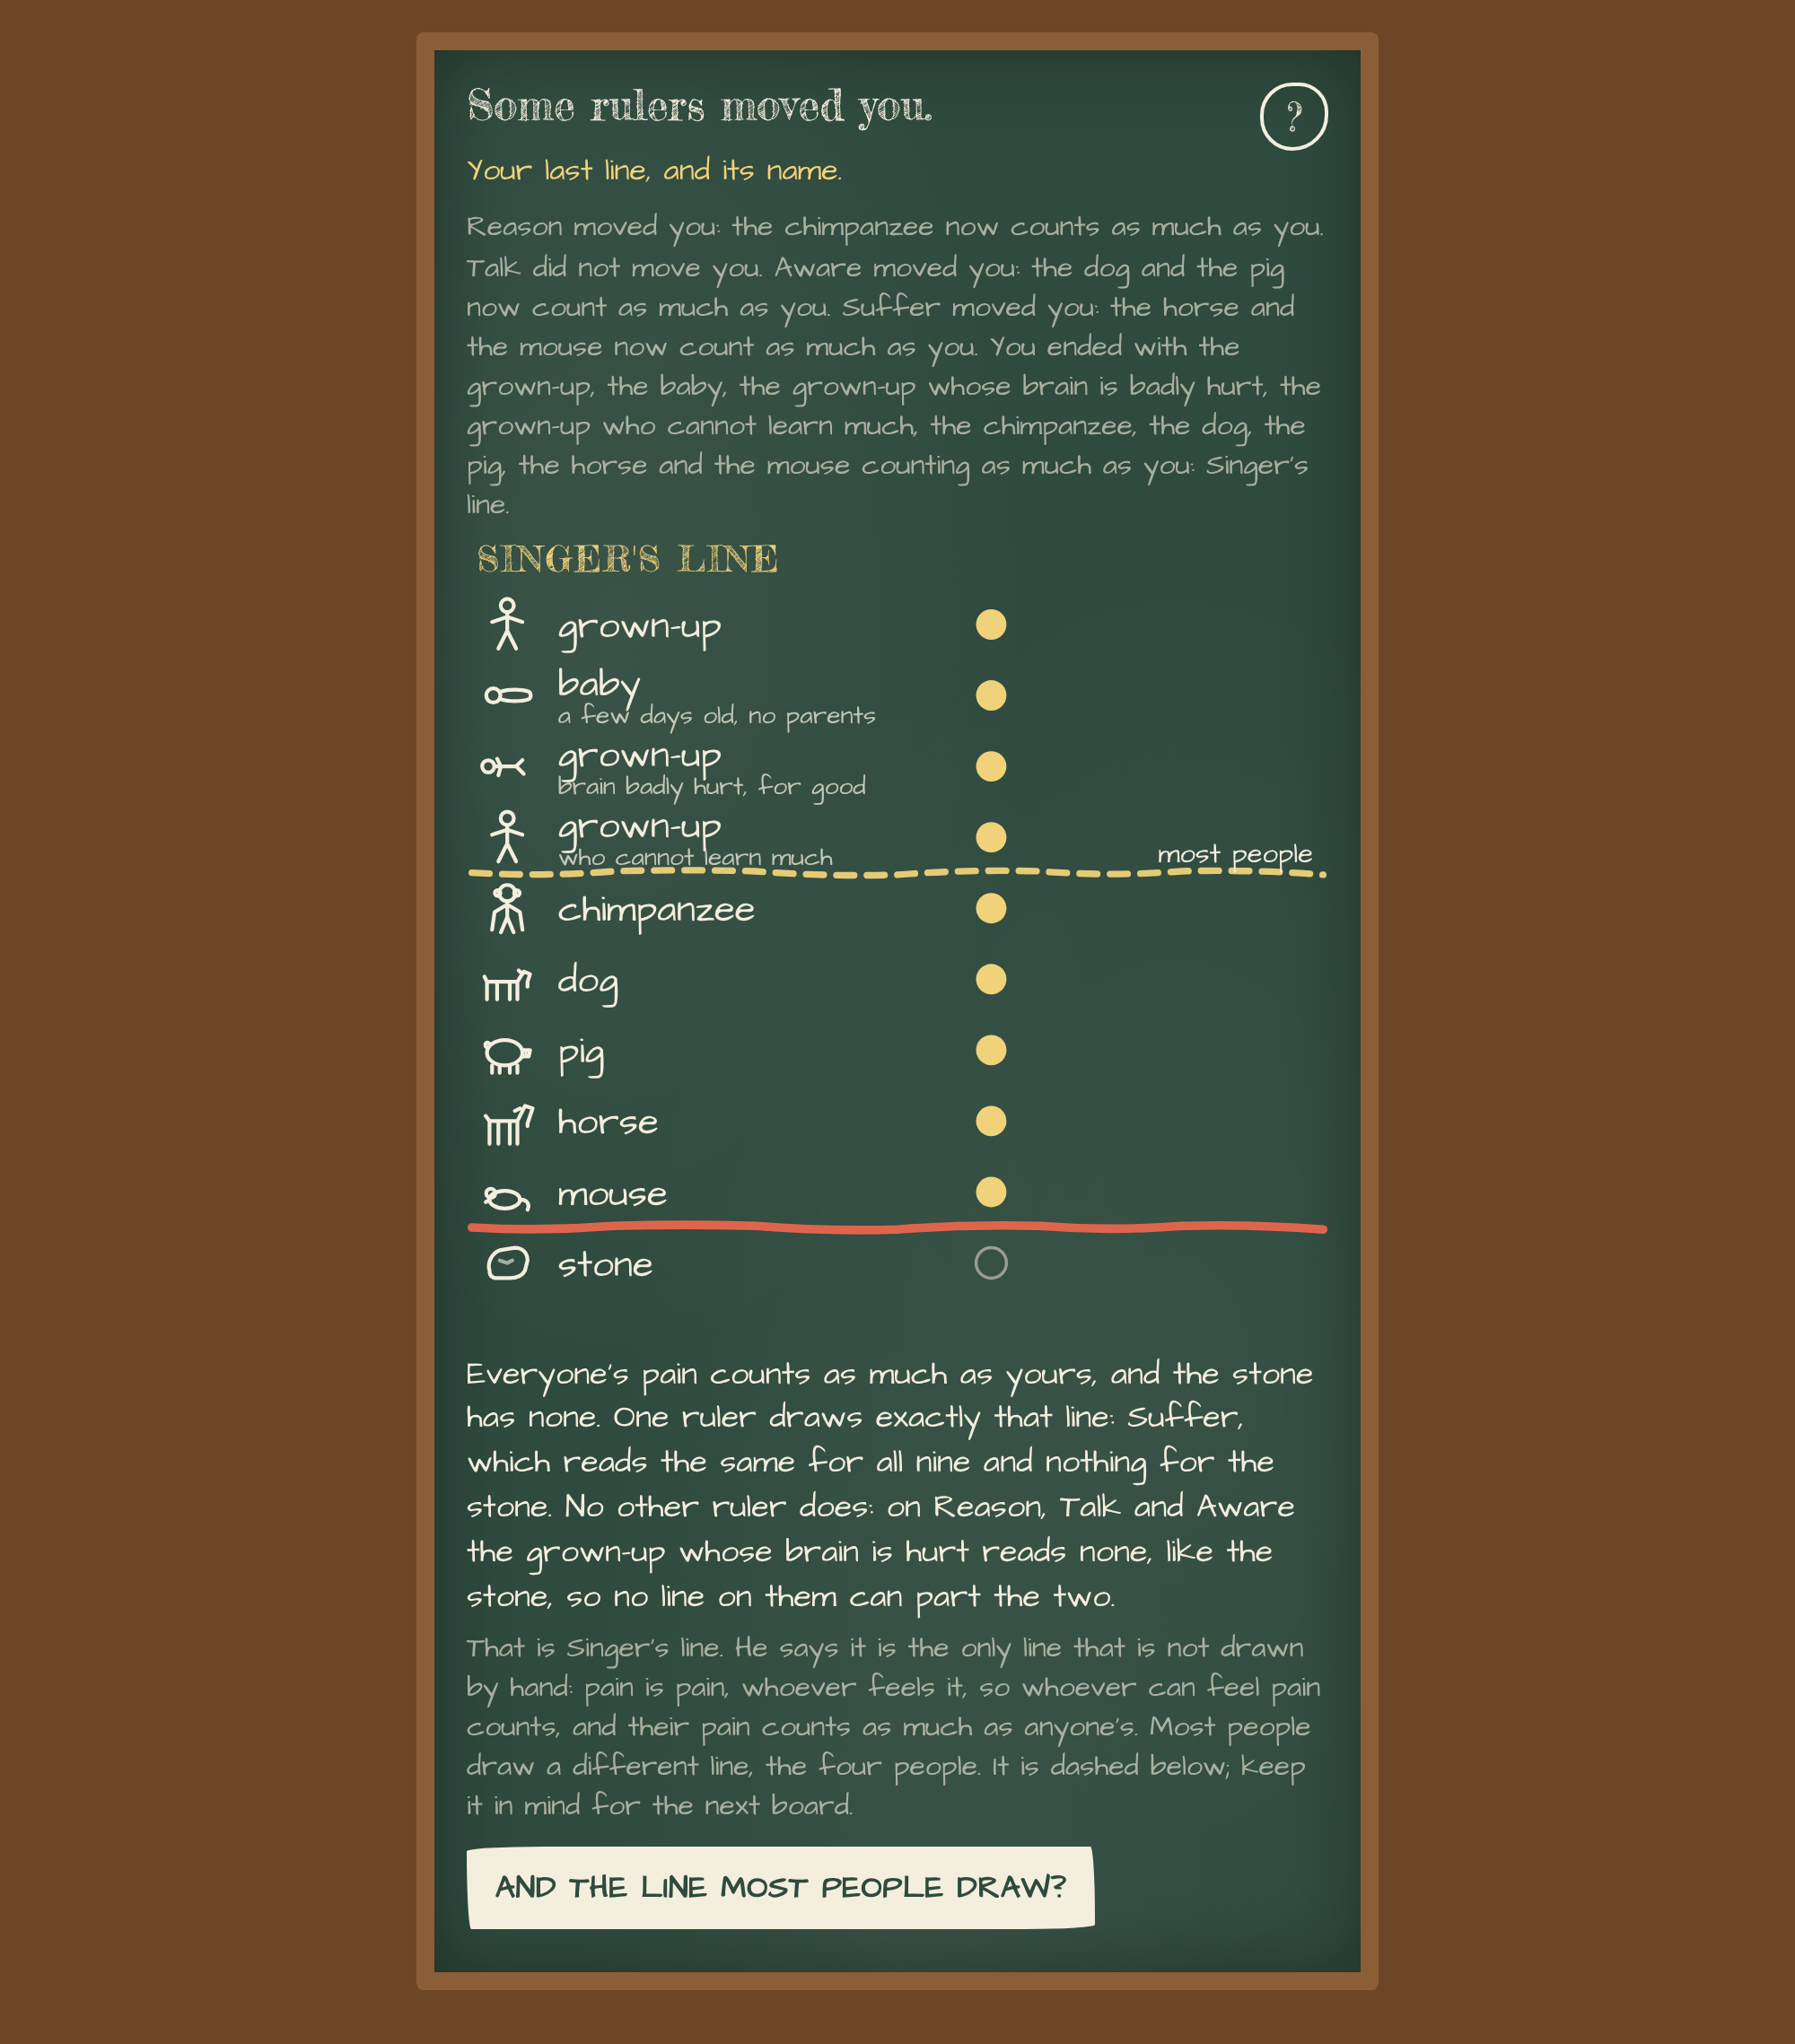 Some rulers moved you.
?
Your last line, and its name.
Reason moved you: the chimpanzee now counts as much as you.
Talk did not move you. Aware moved you: the dog and the pig
now count as much as you. Suffer moved you: the horse and
the mouse now count as much as you. You ended with the
grown-up, the baby, the grown-up whose brain is badly hurt, the
grown-up who cannot learn much, the chimpanzee, the dog, the
pig, the horse and the mouse counting as much as you: Singer's
line.
SINGER'S LINE
grown-up
baby
a few days old, no parents
grown-up
brain badly hurt, for good
grown-up
who cannot learn much
most people
chimpanzee
dog
pig
horse
mouse
stone
Everyone's pain counts as much as yours, and the stone
has none. One ruler draws exactly that line: Suffer,
which reads the same for all nine and nothing for the
stone. No other ruler does: on Reason, Talk and Aware
the grown-up whose brain is hurt reads none, like the
stone, so no line on them can part the two.
That is Singer's line. He says it is the only line that is not drawn
by hand: pain is pain, whoever feels it, so whoever can feel pain
counts, and their pain counts as much as anyone's. Most people
draw a different line, the four people. It is dashed below; keep
it in mind for the next board.
AND THE LINE MOST PEOPLE DRAW?